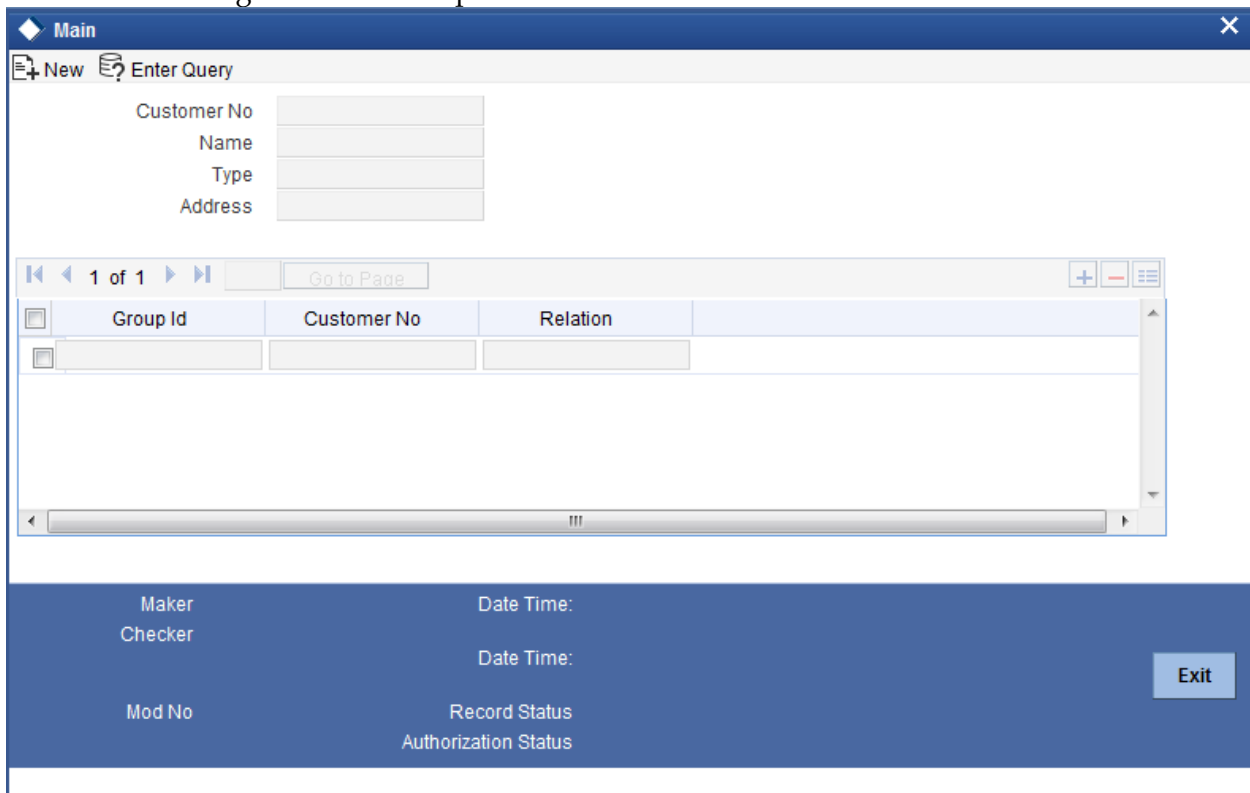 Main
New Enter Query
Customer No
Name
Type
Address
1 of 1 Go to Page
Group Id Customer No Relation
Maker Date Time:
Checker
Date Time:
Exit
Mod No Record Status
Authorization Status